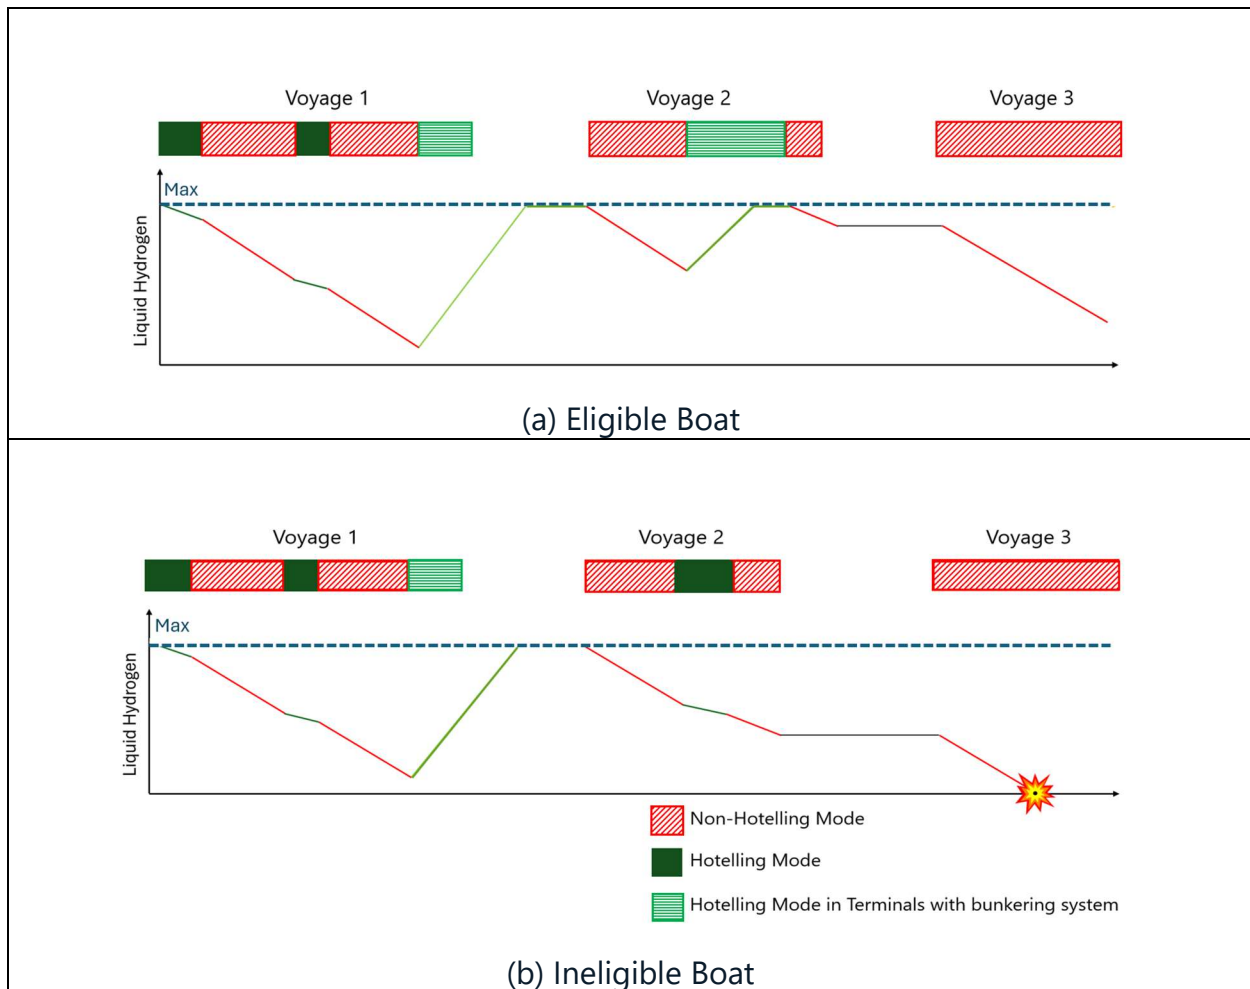 Voyage 1
Voyage 2
Voyage 3
Max
Liquid Hydrogen
(a) Eligible Boat
Voyage 1
Voyage 2
Voyage 3
Max
Liquid Hydrogen
Non-Hotelling Mode
Hotelling Mode
Hotelling Mode in Terminals with bunkering system
(b) Ineligible Boat